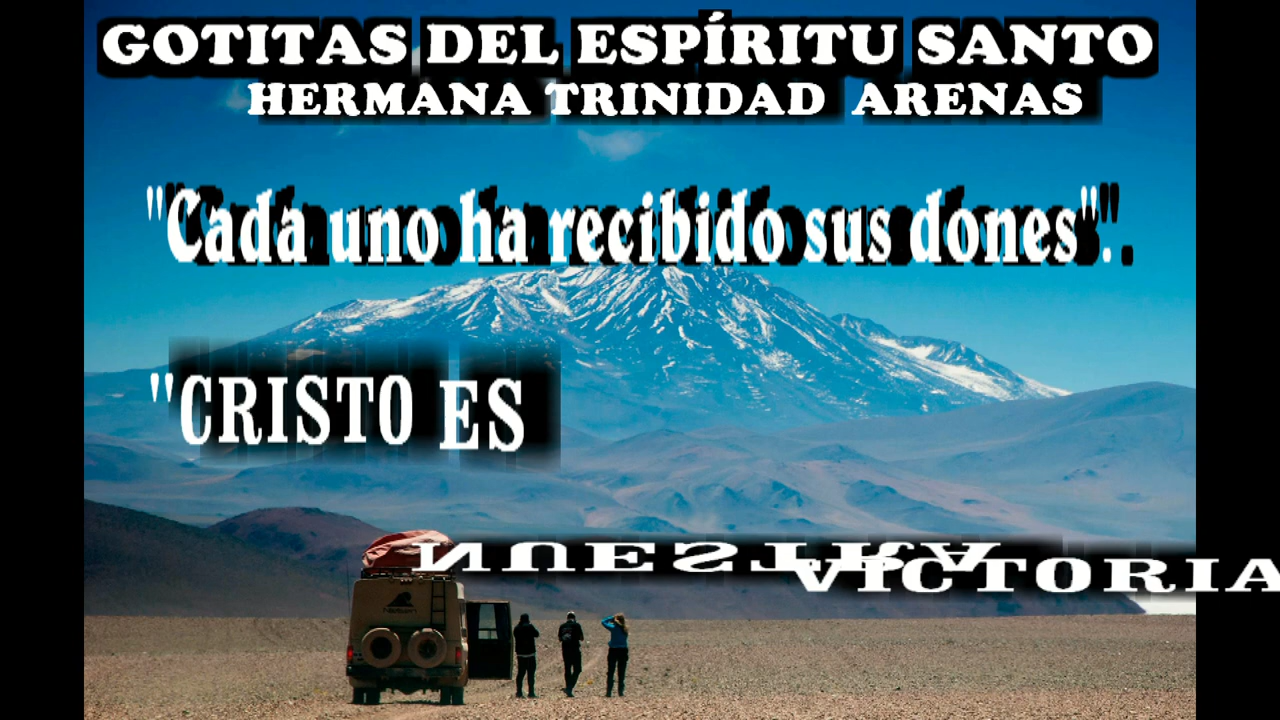 GOTITAS DEL ESPÍRITU SANTO
HERMANA TRINIDAD ARENAS
"Cada uno ha recibido sus dones".
"CRISTO ES
NUESTRA
VICTORIA